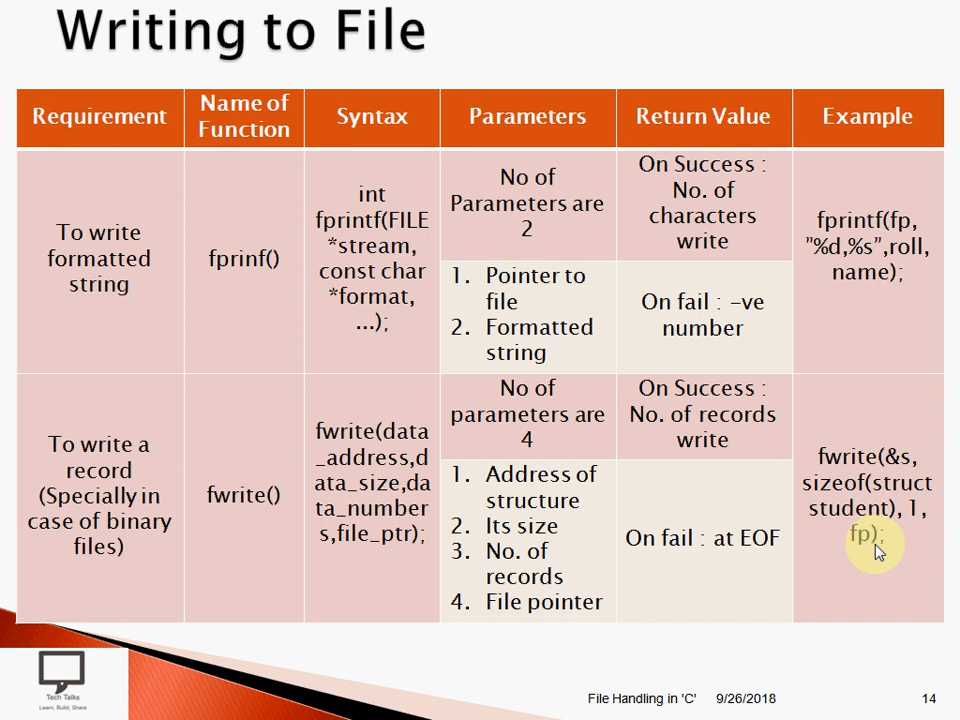 Writing to File
Requirement
Name of
Function
Syntax
Parameters
Return Value
Example
To write
formatted
string
fprinf()
int
fprintf(FILE
*stream,
const char
*format,
...);
No of
Parameters are
2
1. Pointer to
file
2. Formatted
string
On Success :
No. of
characters
write
On fail : -ve
number
fprintf(fp,
”%d,%s”,roll,
name);
To write a
record
(Specially in
case of binary
files)
fwrite()
fwrite(data
_address,d
ata_size,da
ta_number
s,file_ptr);
No of
parameters are
4
1. Address of
structure
2. Its size
3. No. of
records
4. File pointer
On Success :
No. of records
write
On fail : at EOF
fwrite(&s,
sizeof(struct
student),1,
fp);
Tech Talks
Learn, Build, Share
File Handling in 'C'
9/26/2018
14